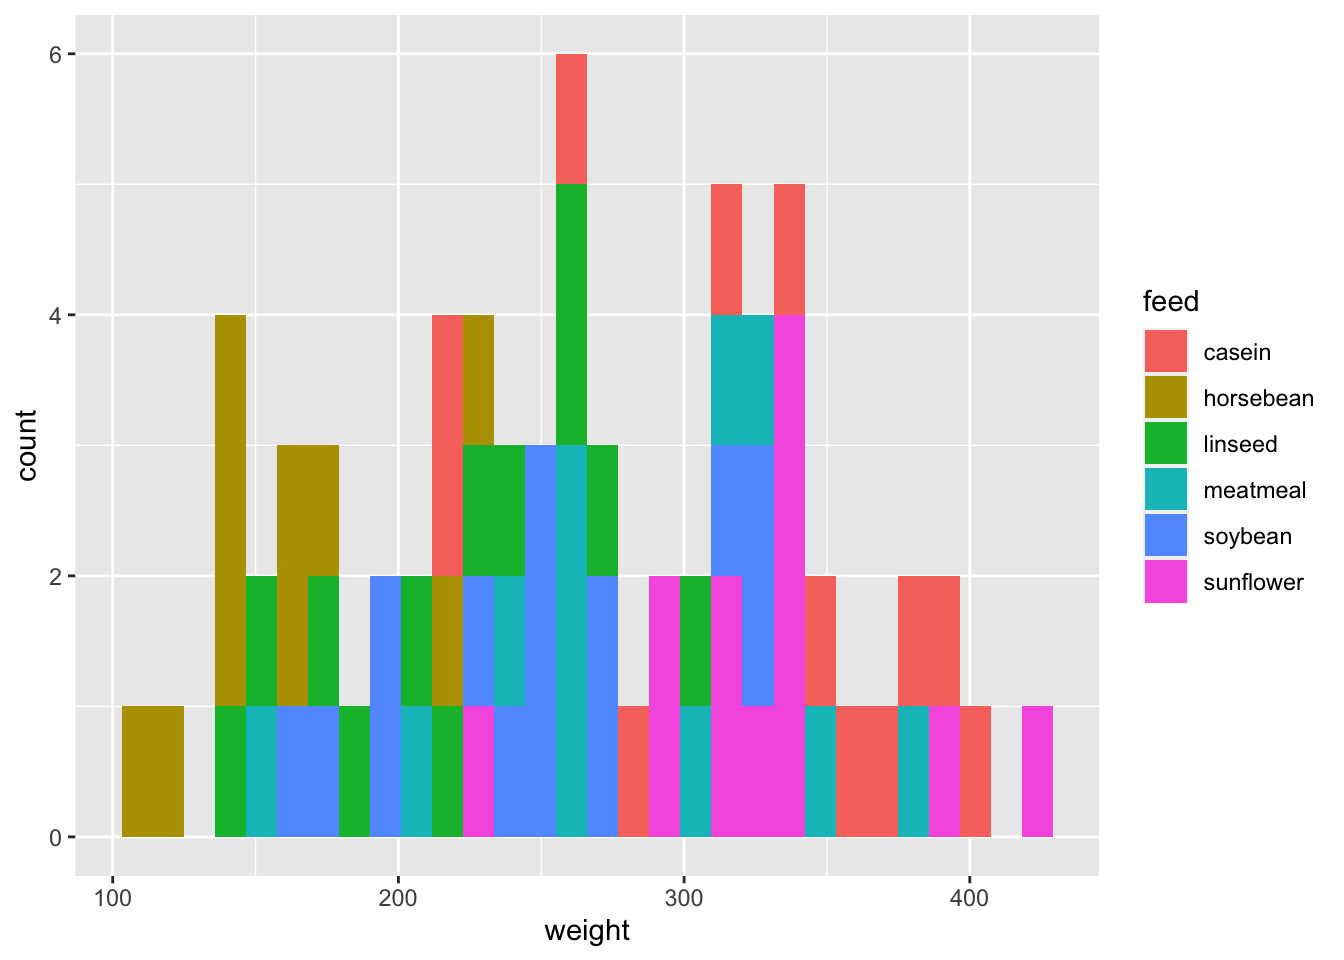 6
4
2
0
count
100 200 300 400
weight
feed
casein
horsebean
linseed
meatmeal
soybean
sunflower